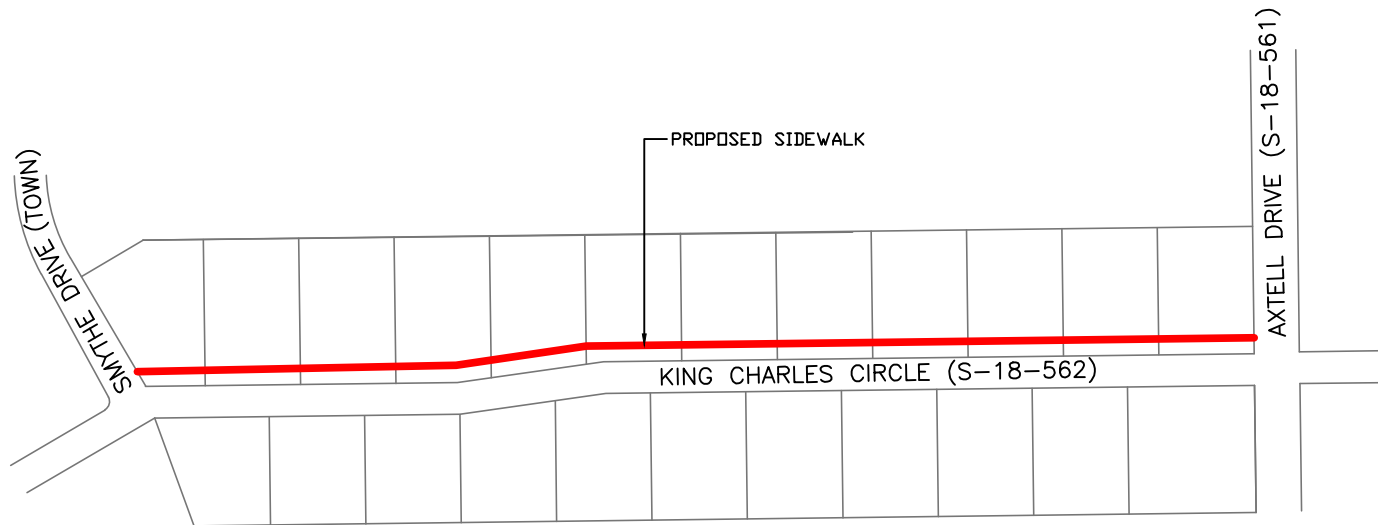 PROPOSED SIDEWALK
SMYTHE DRIVE (TOWN)
KING CHARLES CIRCLE (S-18-562)
AXTELL DRIVE (S-18-561)